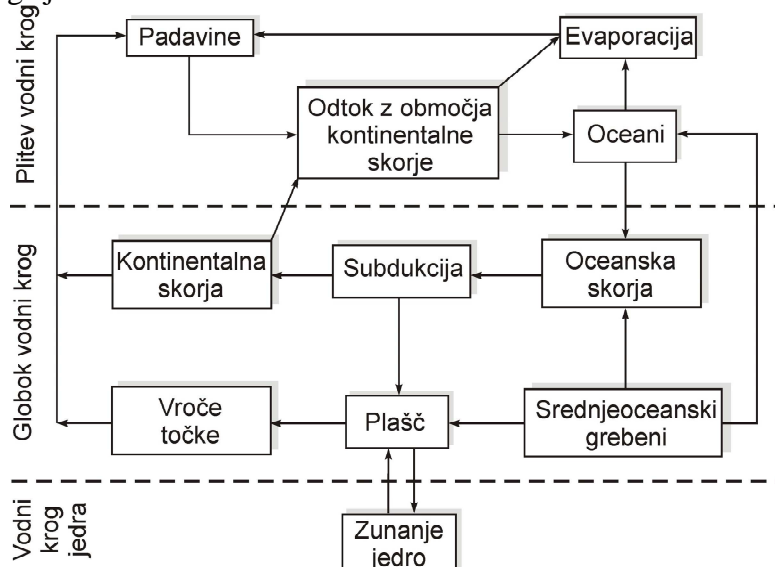 Plitev vodni krog
Padavine
Evaporacija
Odtok z območja
kontinentalne
skorje
Oceani
Globok vodni krog
Kontinentalna
skorja
Subdukcija
Oceanska
skorja
Vroče
točke
Plašč
Srednjeoceanski
grebeni
Vodni
krog
jedra
Zunanje
jedro